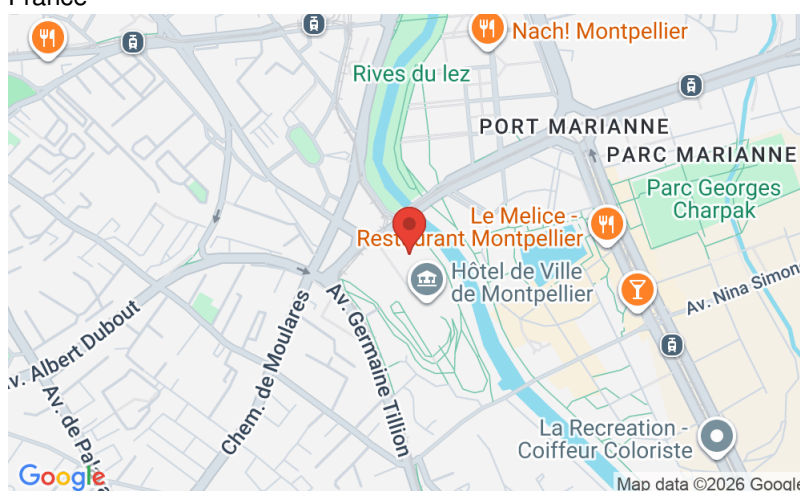 France
Nach! Montpellier
Rives du lez
PORT MARIANNE
PARC MARIANNE
Parc Georges
Charpak
Le Melice -
Restaurant Montpellier
Hôtel de Ville
de Montpellier
Av. Nina Simone
Av. Albert Dubout
Chem. de Moulares
Av. Germaine Tillion
Av. de Pal
La Recreation -
Coiffeur Coloriste
Google
Map data ©2026 Google